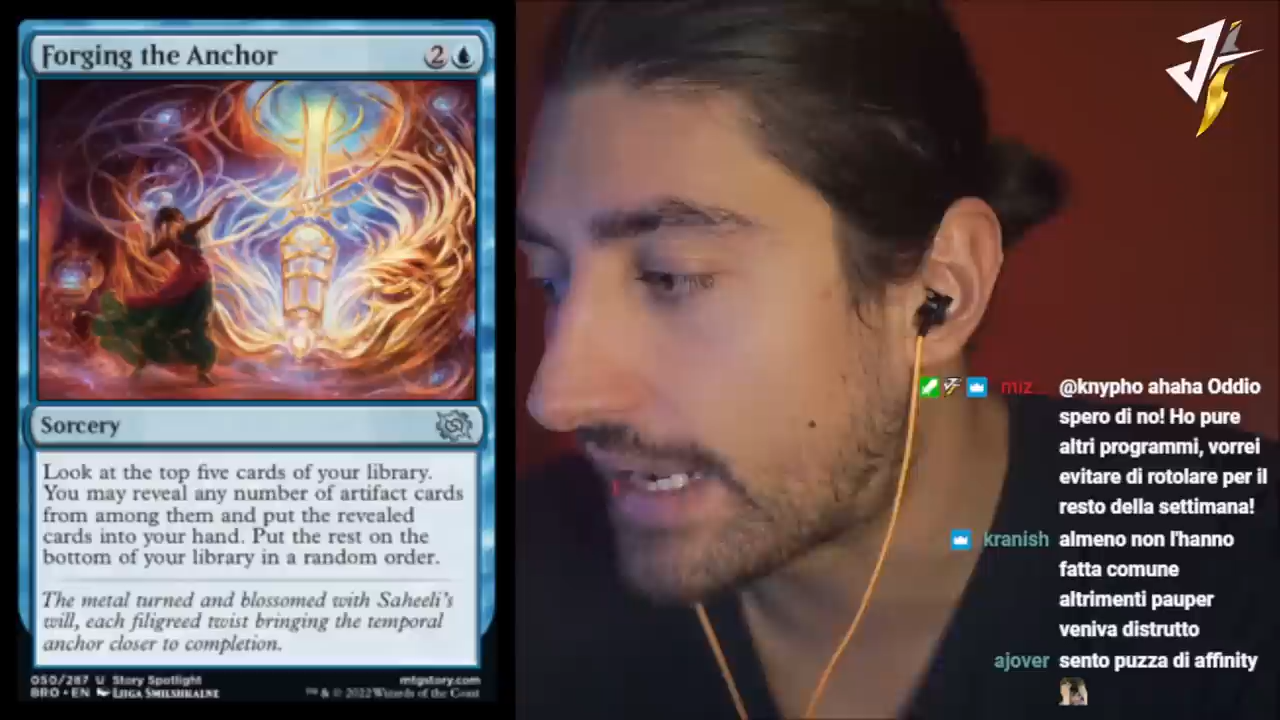 Forging the Anchor
2
Sorcery
Look at the top five cards of your library.
You may reveal any number of artifact cards
from among them and put the revealed
cards into your hand. Put the rest on the
bottom of your library in a random order.
The metal turned and blossomed with Saheeli's
will, each filigreed twist bringing the temporal
anchor closer to completion.
050/287 U Story Spotlight
mtgstory.com
BRO • EN Liiga Smilshkalne
™ & © 2022 Wizards of the Coast
miz... @knypho ahaha Oddio
spero di no! Ho pure
altri programmi, vorrei
evitare di rotolare per il
resto della settimana!
kranish almeno non l'hanno
fatta comune
altrimenti pauper
veniva distrutto
ajover sento puzza di affinity